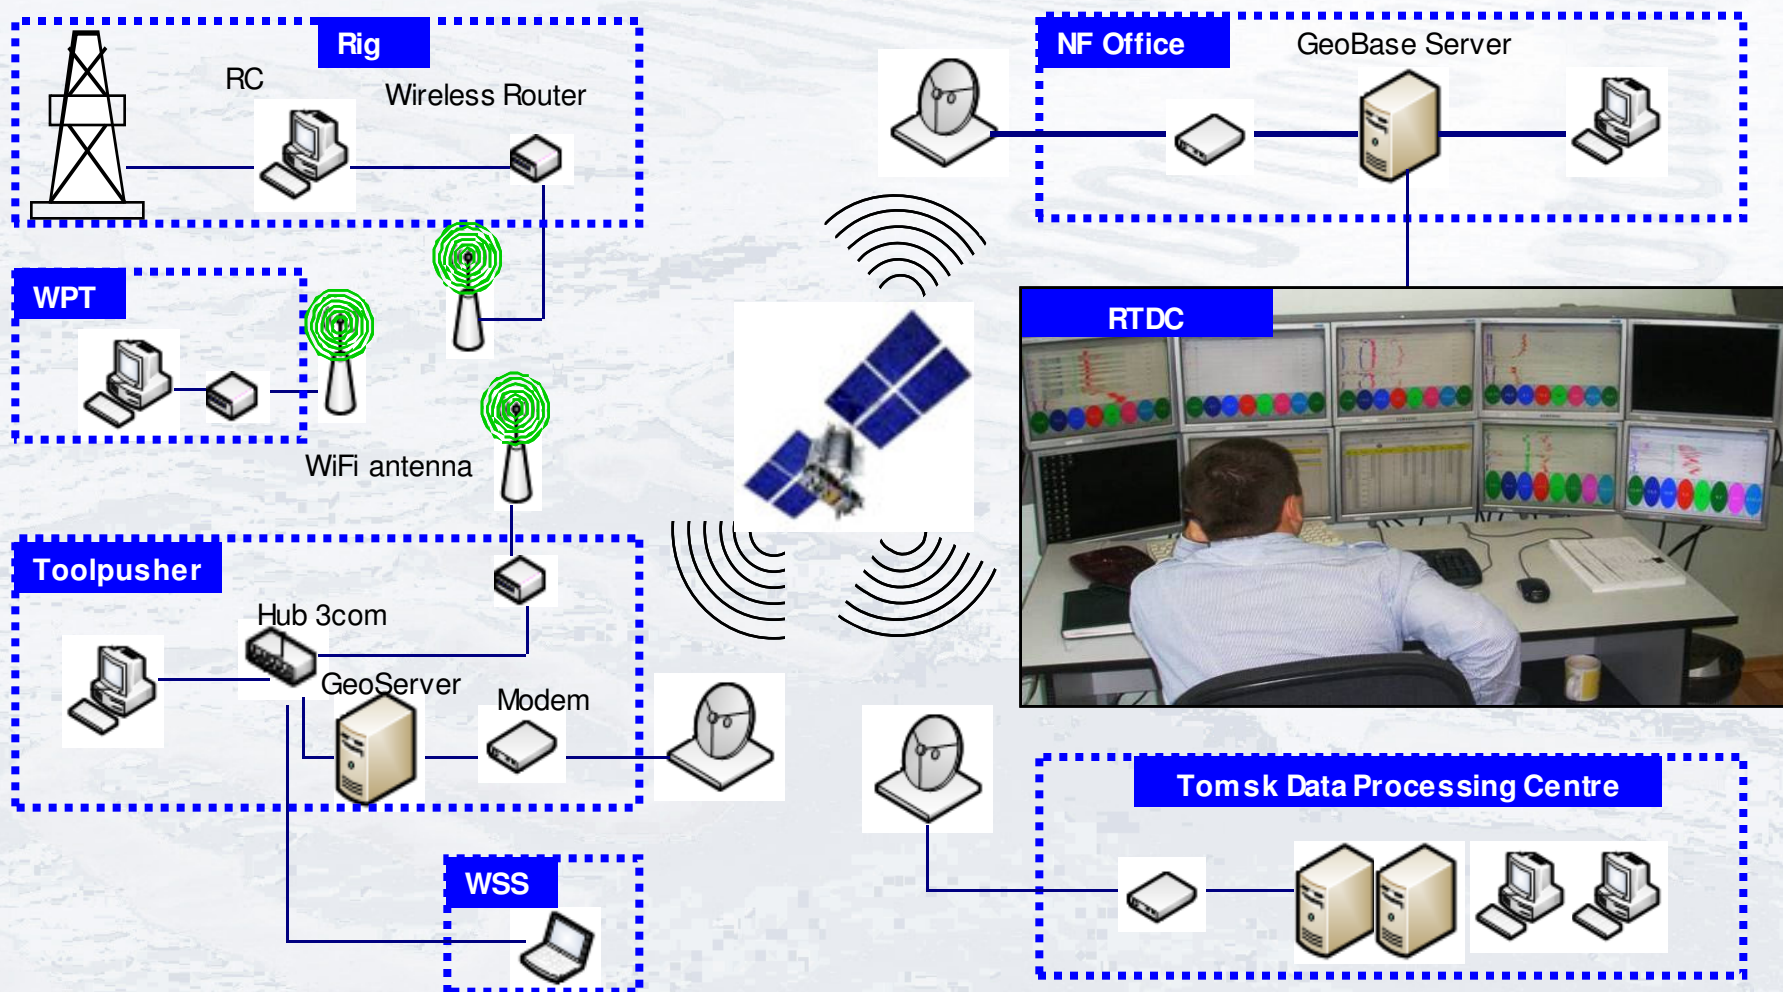 Rig
RC
Wireless Router
WPT
WiFi antenna
Toolpusher
Hub 3com
GeoServer
Modem
WSS
NF Office
GeoBase Server
RTDC
Tomsk Data Processing Centre